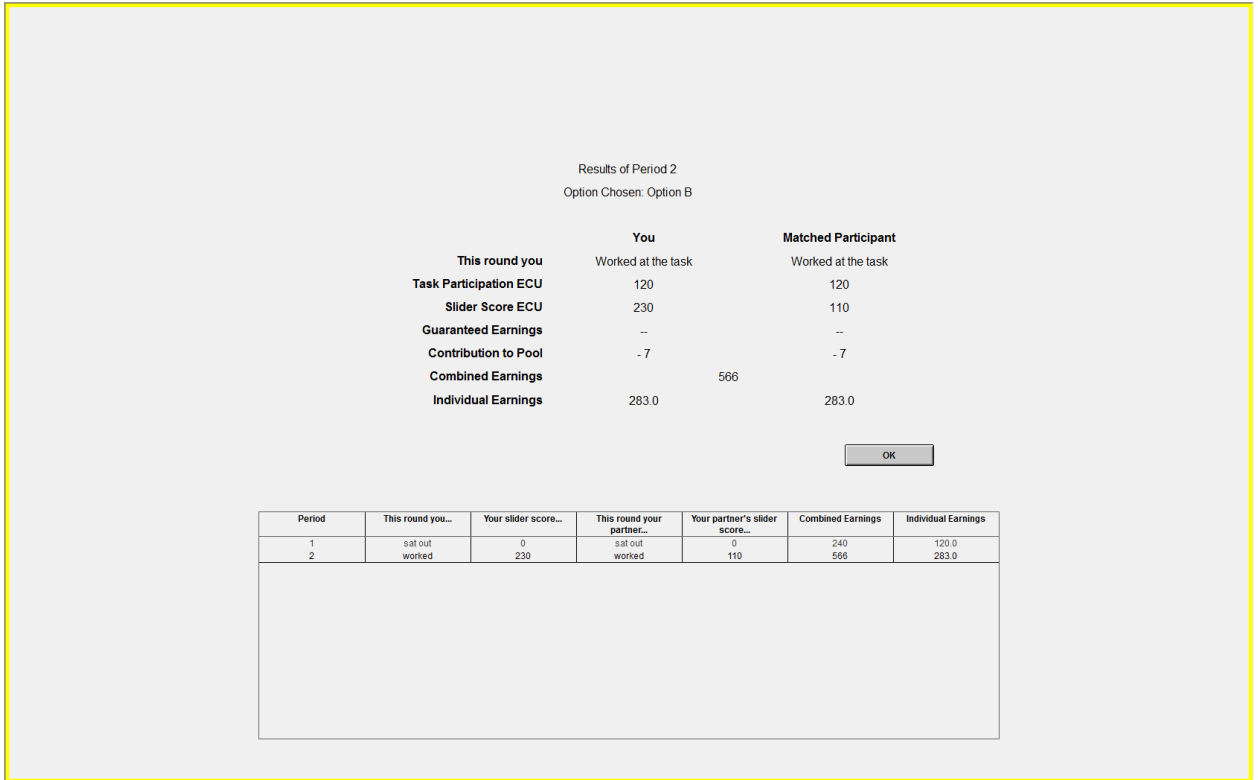 Results of Period 2
Option Chosen: Option B
You Matched Participant
This round you Worked at the task Worked at the task
Task Participation ECU 120 120
Slider Score ECU 230 110
Guaranteed Earnings -- --
Contribution to Pool - 7 - 7
Combined Earnings 566
Individual Earnings 283.0 283.0
OK
Period This round you... Your slider score... This round your partner... Your partner's slider score... Combined Earnings Individual Earnings
1 sat out 0 sat out 0 240 120.0
2 worked 230 worked 110 566 283.0